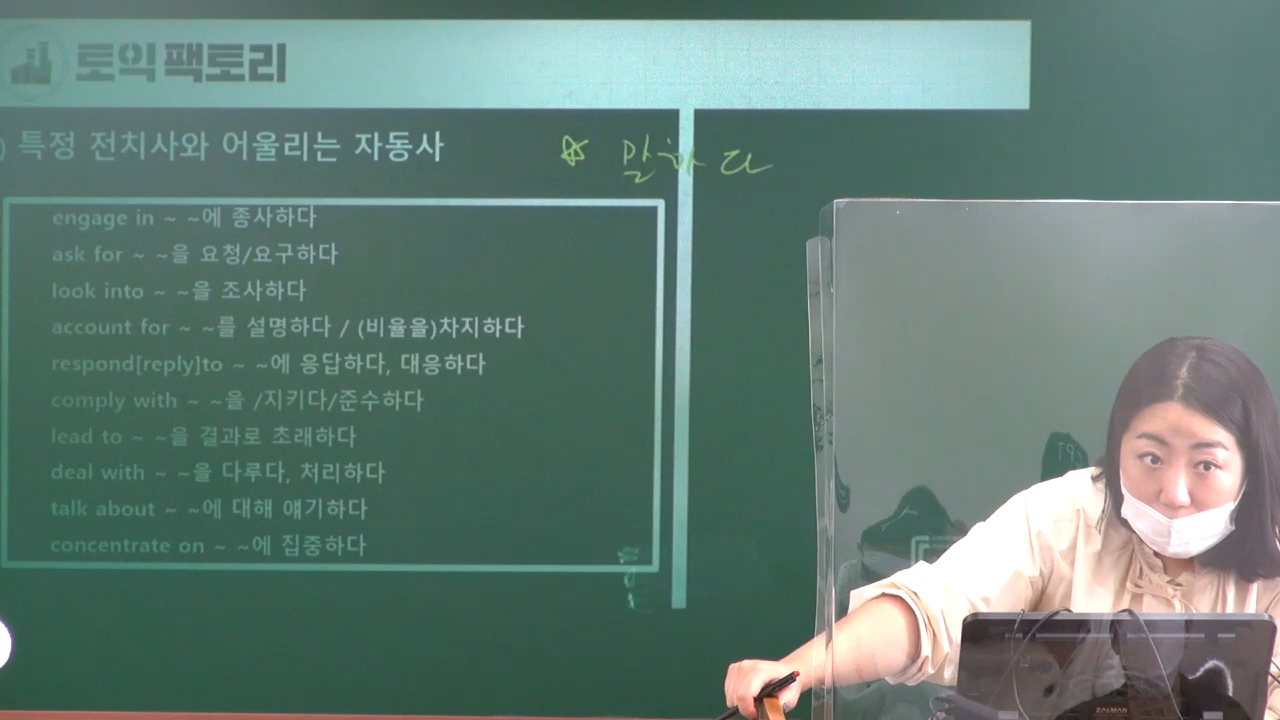 토익팩토리
) 특정 전치사와 어울리는 자동사
☆ 말하다
engage in ~ ~에 종사하다
ask for ~ ~을 요청/요구하다
look into ~ ~을 조사하다
account for ~ ~를 설명하다 / (비율을)차지하다
respond[reply]to ~ ~에 응답하다, 대응하다
comply with ~ ~을 /지키다/준수하다
lead to ~ ~을 결과로 초래하다
deal with ~ ~을 다루다, 처리하다
talk about ~ ~에 대해 얘기하다
concentrate on ~ ~에 집중하다
ZALMAN